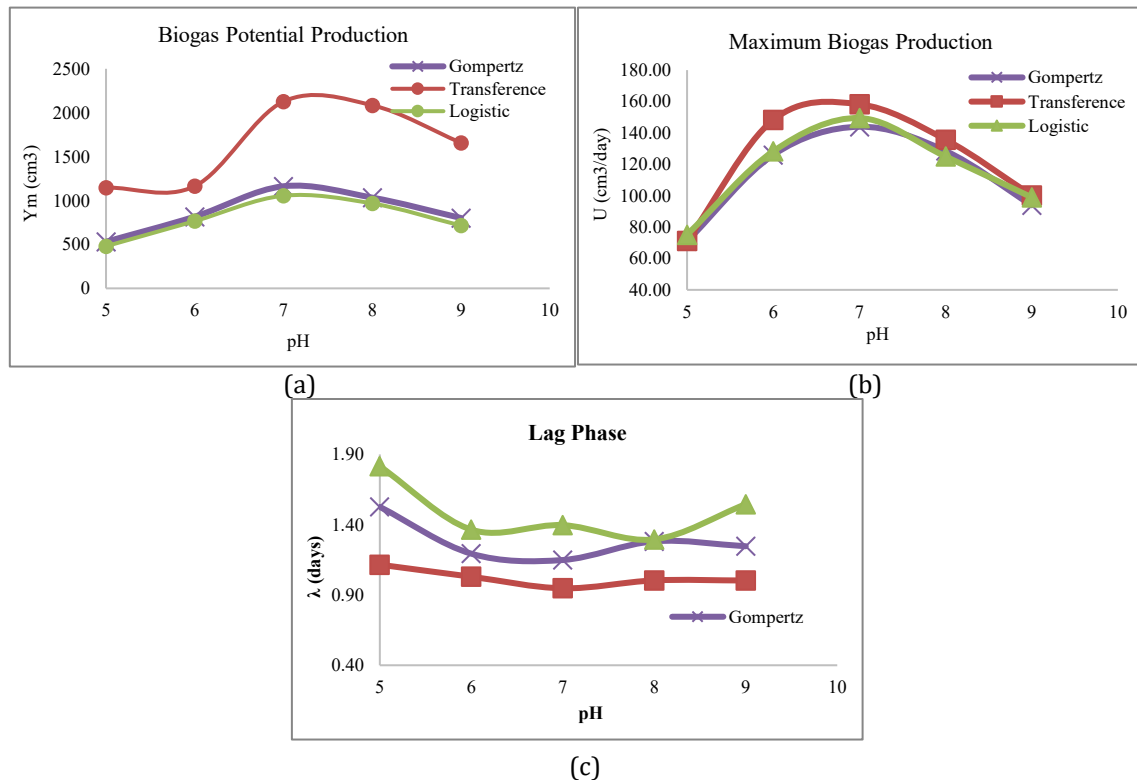 Biogas Potential Production
2500
2000
1500
1000
500
0
Ym (cm3)
5 6 7 8 9 10
pH
Gompertz
Transference
Logistic
(a)
Maximum Biogas Production
180.00
160.00
140.00
120.00
100.00
80.00
60.00
40.00
U (cm3/day)
5 6 7 8 9 10
pH
Gompertz
Transference
Logistic
(b)
Lag Phase
1.90
1.40
0.90
0.40
λ (days)
5 6 7 8 9 10
pH
Gompertz
(c)